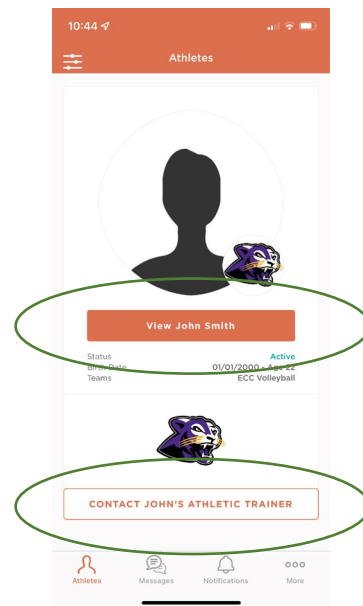 10:44
Athletes
View John Smith
Status Active
Birth Date 01/01/2000 - Age 22
Teams ECC Volleyball
CONTACT JOHN'S ATHLETIC TRAINER
Athletes Messages Notifications More